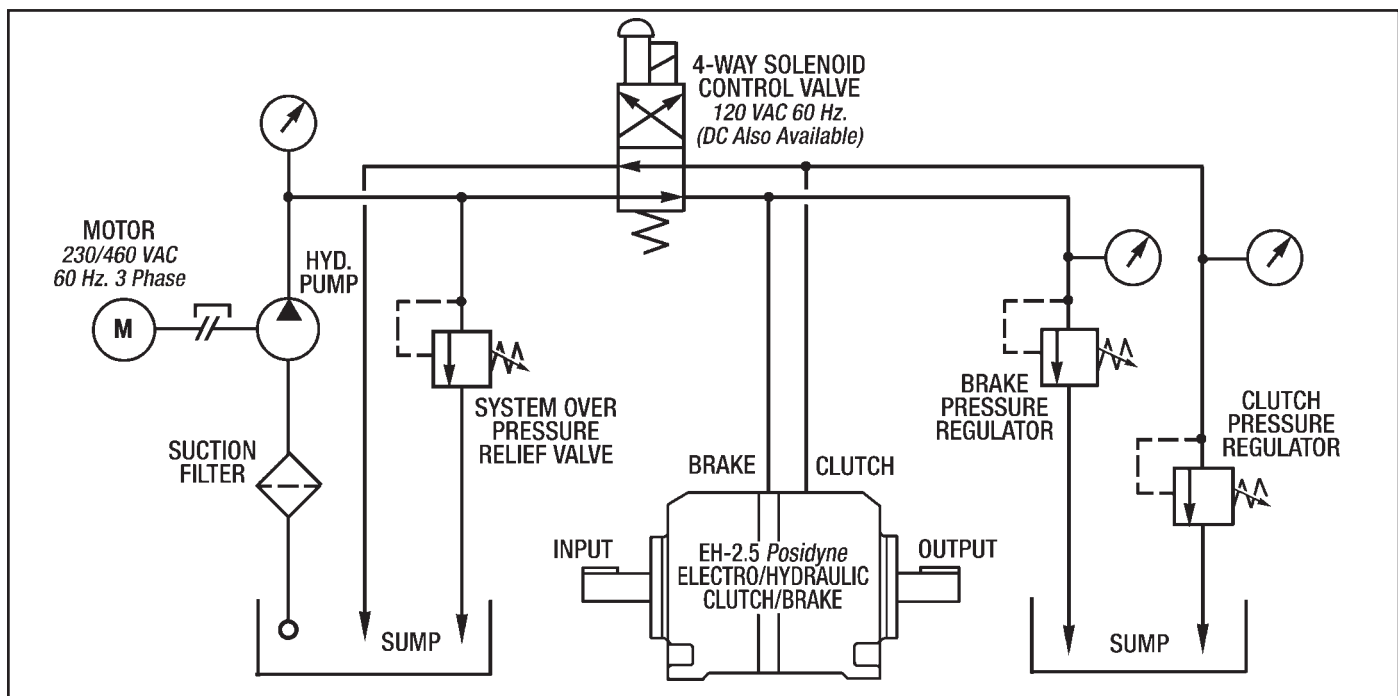 4-WAY SOLENOID
CONTROL VALVE
120 VAC 60 Hz.
(DC Also Available)
MOTOR
230/460 VAC
60 Hz. 3 Phase
HYD.
PUMP
M
SUCTION
FILTER
SYSTEM OVER
PRESSURE
RELIEF VALVE
BRAKE
PRESSURE
REGULATOR
CLUTCH
PRESSURE
REGULATOR
BRAKE
CLUTCH
INPUT
EH-2.5 Posidyne
ELECTRO/HYDRAULIC
CLUTCH/BRAKE
OUTPUT
SUMP
SUMP